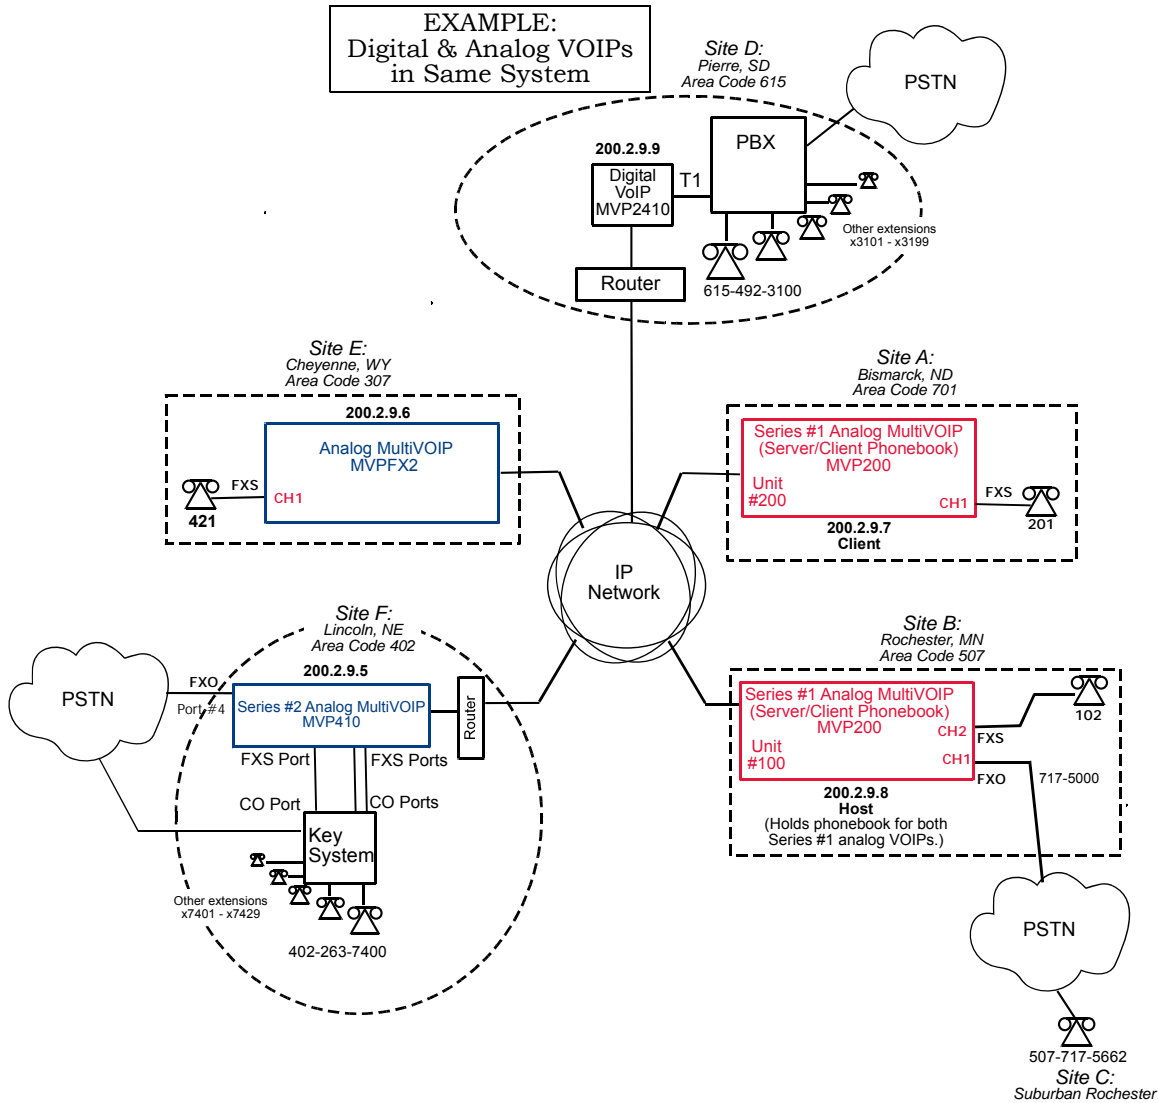 EXAMPLE:
Digital & Analog VOIPs
in Same System
Site D:
Pierre, SD
Area Code 615
PSTN
PBX
200.2.9.9
Digital
VoIP
MVP2410
T1
Other extensions
x3101 - x3199
Router
615-492-3100
Site E:
Cheyenne, WY
Area Code 307
200.2.9.6
Analog MultiVOIP
MVPFX2
FXS
CH1
421
Site A:
Bismarck, ND
Area Code 701
Series #1 Analog MultiVOIP
(Server/Client Phonebook)
MVP200
Unit
#200
CH1
FXS
201
200.2.9.7
Client
IP
Network
Site F:
Lincoln, NE
Area Code 402
200.2.9.5
PSTN
FXO
Port #4
Series #2 Analog MultiVOIP
MVP410
Router
FXS Port
FXS Ports
CO Port
CO Ports
Key
System
Other extensions
x7401 - x7429
402-263-7400
Site B:
Rochester, MN
Area Code 507
Series #1 Analog MultiVOIP
(Server/Client Phonebook)
MVP200
Unit
#100
CH2
FXS
102
CH1
FXO
717-5000
200.2.9.8
Host
(Holds phonebook for both
Series #1 analog VOIPs.)
PSTN
507-717-5662
Site C:
Suburban Rochester